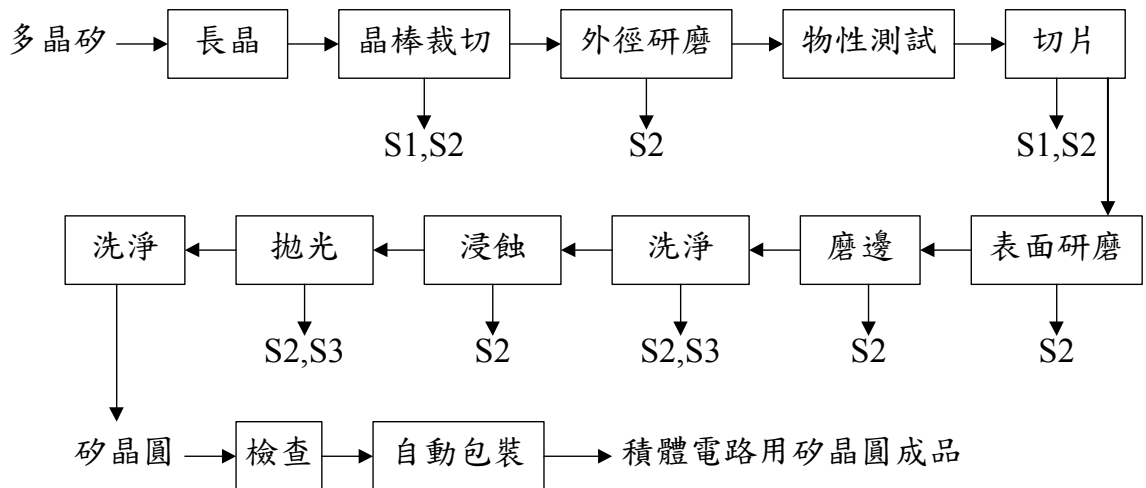 多晶矽 長晶 晶棒裁切 外徑研磨 物性測試 切片
S1,S2 S2 S1,S2
洗淨 拋光 浸蝕 洗淨 磨邊 表面研磨
S2,S3 S2 S2,S3 S2 S2
矽晶圓 檢查 自動包裝 積體電路用矽晶圓成品